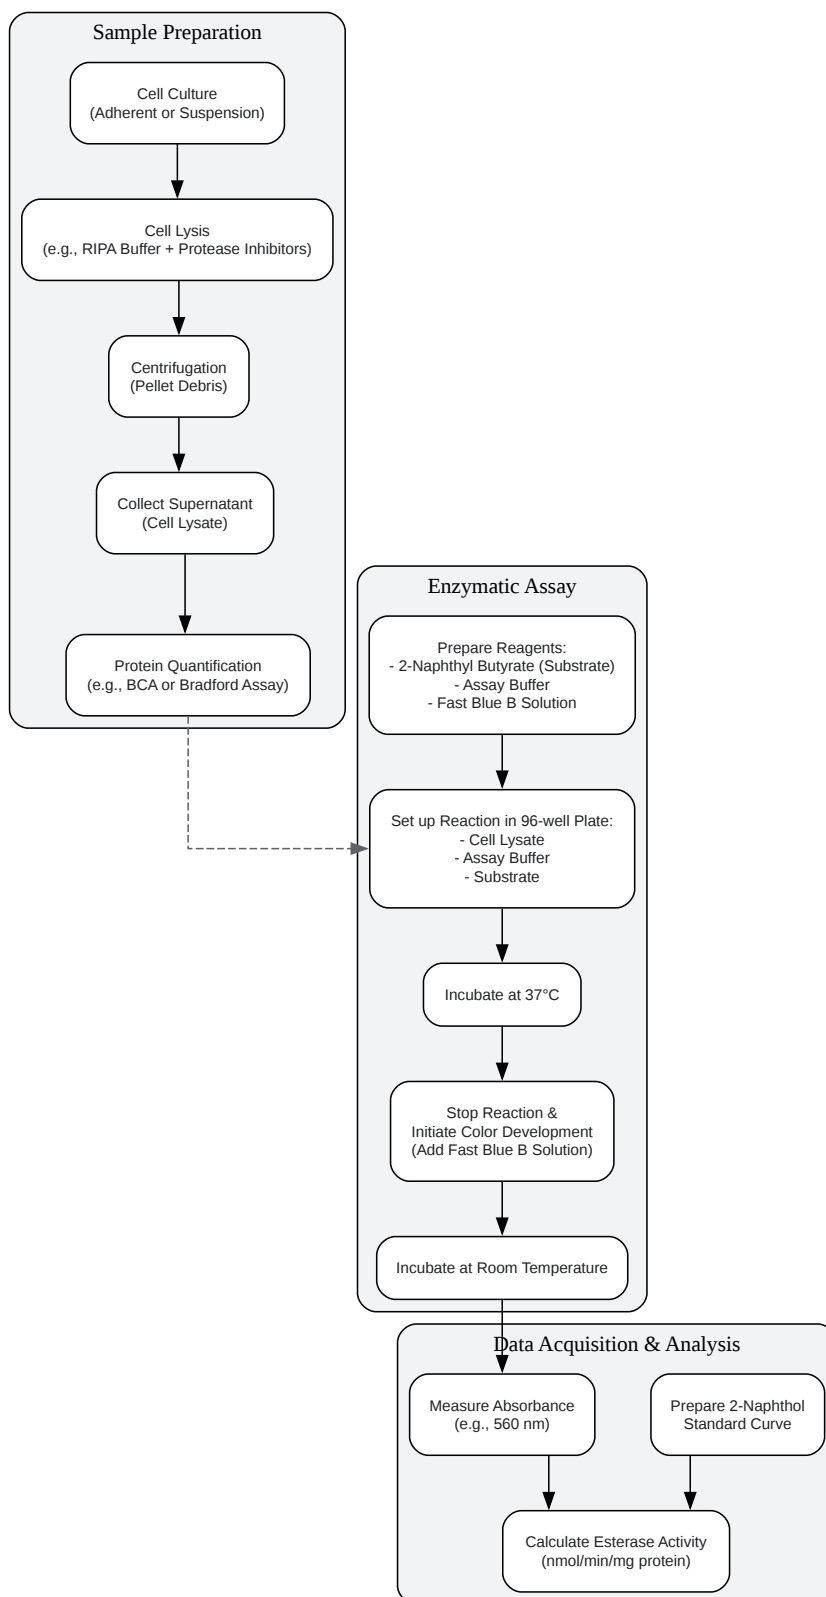 Sample Preparation
Cell Culture
(Adherent or Suspension)
Cell Lysis
(e.g., RIPA Buffer + Protease Inhibitors)
Centrifugation
(Pellet Debris)
Collect Supernatant
(Cell Lysate)
Protein Quantification
(e.g., BCA or Bradford Assay)
Enzymatic Assay
Prepare Reagents:
- 2-Naphthyl Butyrate (Substrate)
- Assay Buffer
- Fast Blue B Solution
Set up Reaction in 96-well Plate:
- Cell Lysate
- Assay Buffer
- Substrate
Incubate at 37°C
Stop Reaction &
Initiate Color Development
(Add Fast Blue B Solution)
Incubate at Room Temperature
Data Acquisition & Analysis
Measure Absorbance
(e.g., 560 nm)
Prepare 2-Naphthol
Standard Curve
Calculate Esterase Activity
(nmol/min/mg protein)